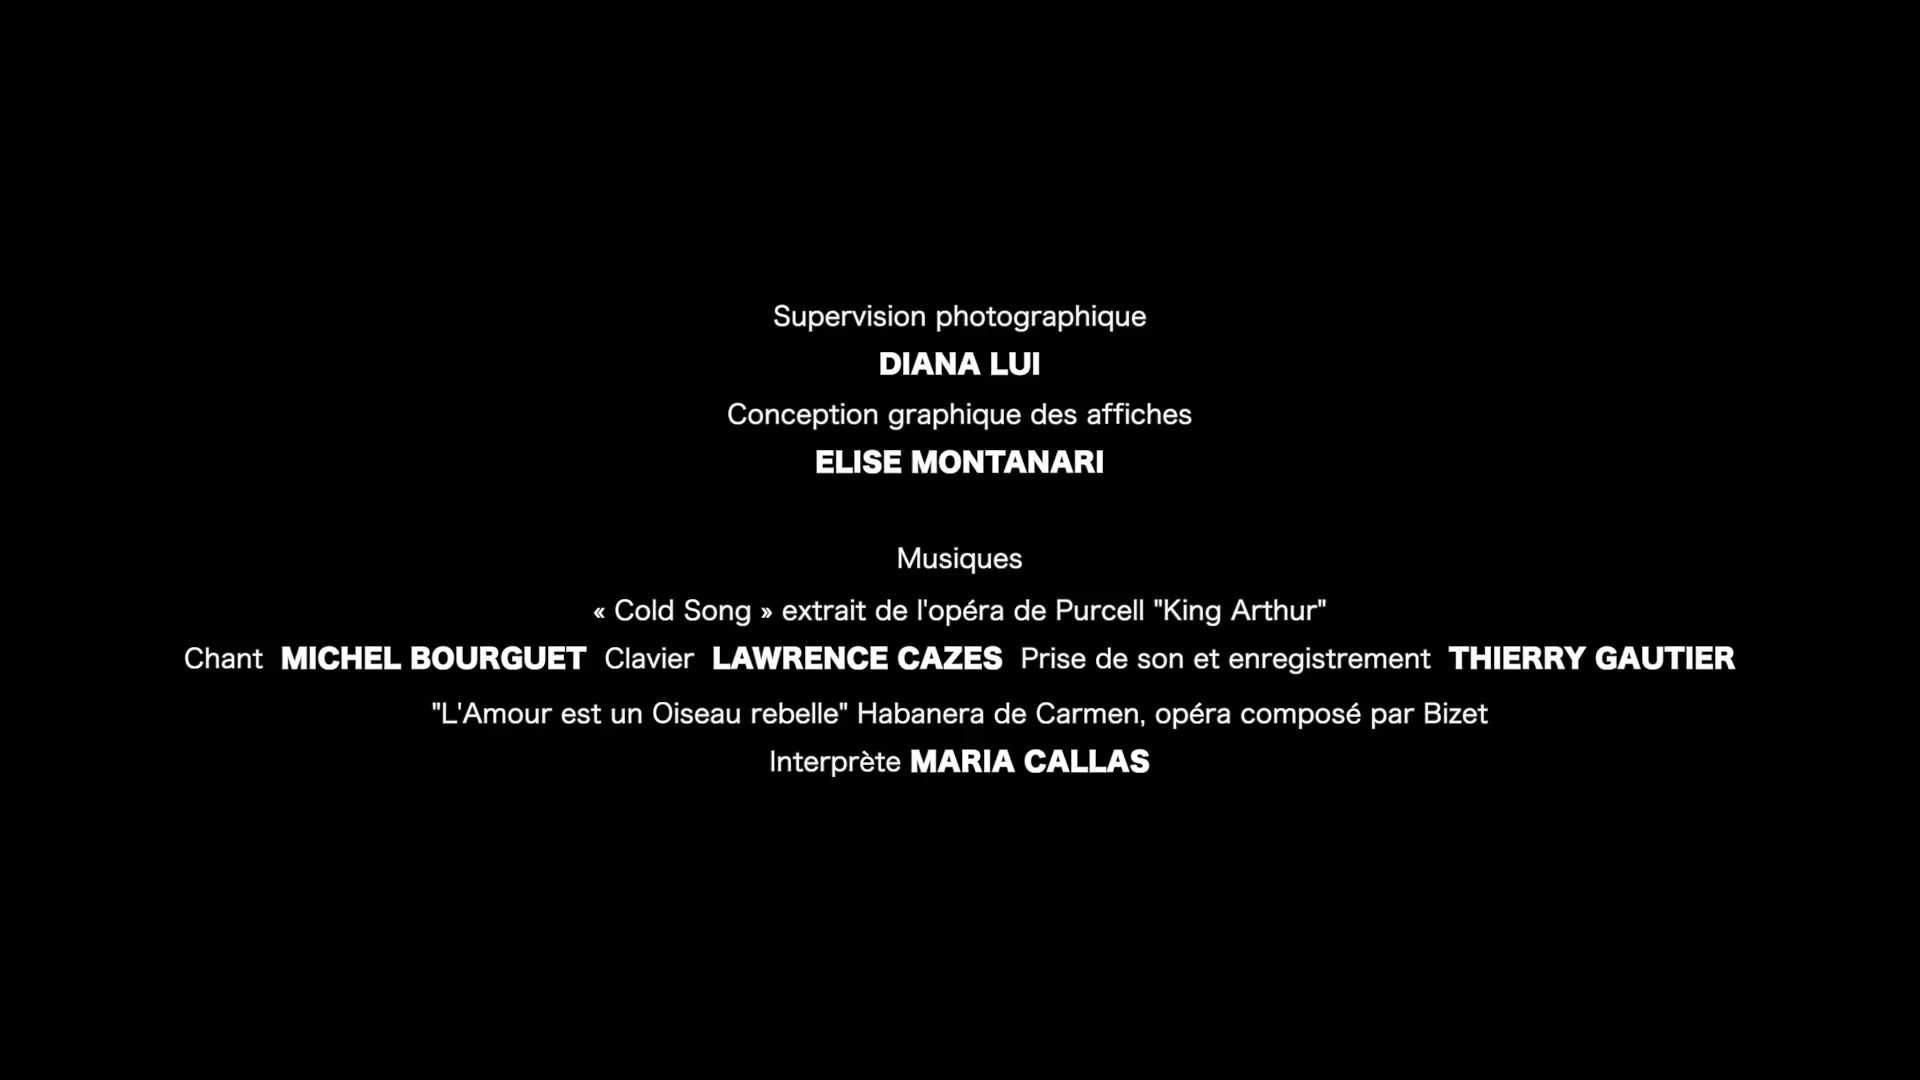 Supervision photographique
DIANA LUI
Conception graphique des affiches
ELISE MONTANARI
Musiques
« Cold Song » extrait de l'opéra de Purcell "King Arthur"
Chant MICHEL BOURGUET Clavier LAWRENCE CAZES Prise de son et enregistrement THIERRY GAUTIER
"L'Amour est un Oiseau rebelle" Habanera de Carmen, opéra composé par Bizet
Interprète MARIA CALLAS